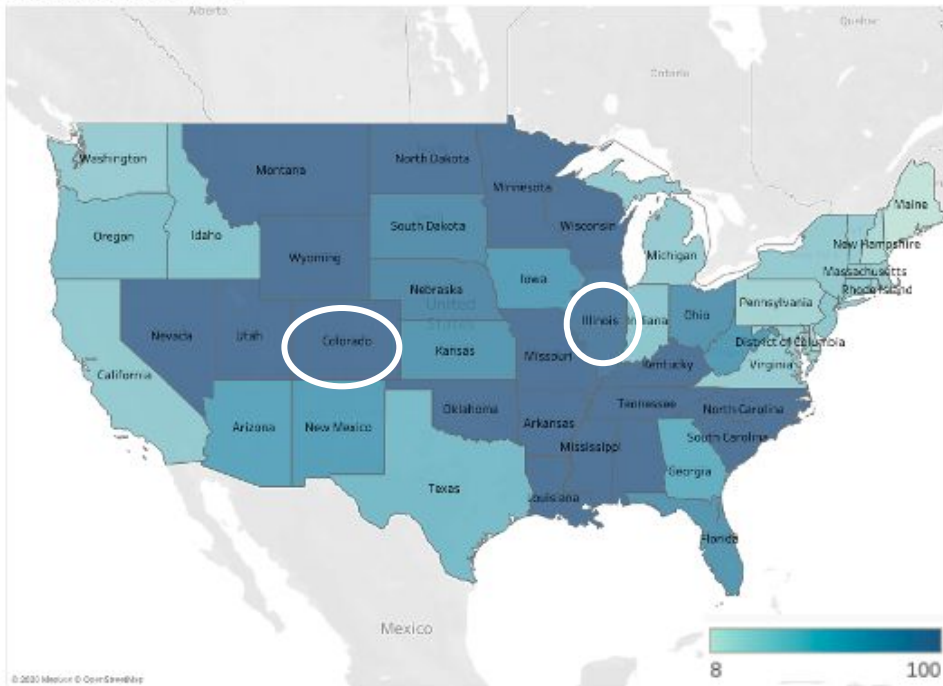 Alberta
Quebec
Ontario
Washington
Montana
North Dakota
Minnesota
Maine
Oregon
Idaho
South Dakota
Wisconsin
Michigan
New Hampshire
Wyoming
Iowa
Massachusetts
Nebraska
United
States
Rhode Island
Pennsylvania
Nevada
Utah
Colorado
Illinois
Indiana
Ohio
District of Columbia
California
Kansas
Missouri
Virginia
Kentucky
Arizona
New Mexico
Oklahoma
Arkansas
Tennessee
North Carolina
South Carolina
Mississippi
Georgia
Texas
Louisiana
Florida
Mexico
8
100
© 2020 Mapbox © OpenStreetMap